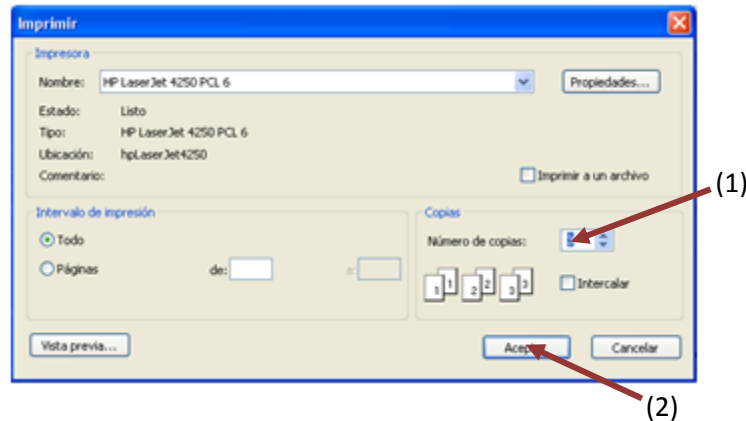 Imprimir
Impresora
Nombre: HP LaserJet 4250 PCL 6 Propiedades...
Estado: Listo
Tipo: HP LaserJet 4250 PCL 6
Ubicación: hpLaserJet4250
Comentario: Imprimir a un archivo
(1)
Intervalo de impresión Copias
Todo Número de copias:
Páginas de: a: 1 1 2 2 3 3 Intercalar
Vista previa... Cancelar
(2)